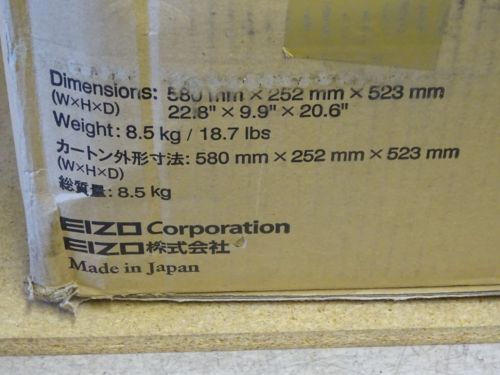 Dimensions: 580 mm × 252 mm × 523 mm
(W×H×D) 22.8" × 9.9" × 20.6"
Weight: 8.5 kg / 18.7 lbs
カートン外形寸法: 580 mm × 252 mm × 523 mm
(W×H×D)
総質量: 8.5 kg
EIZO Corporation
EIZO株式会社
Made in Japan